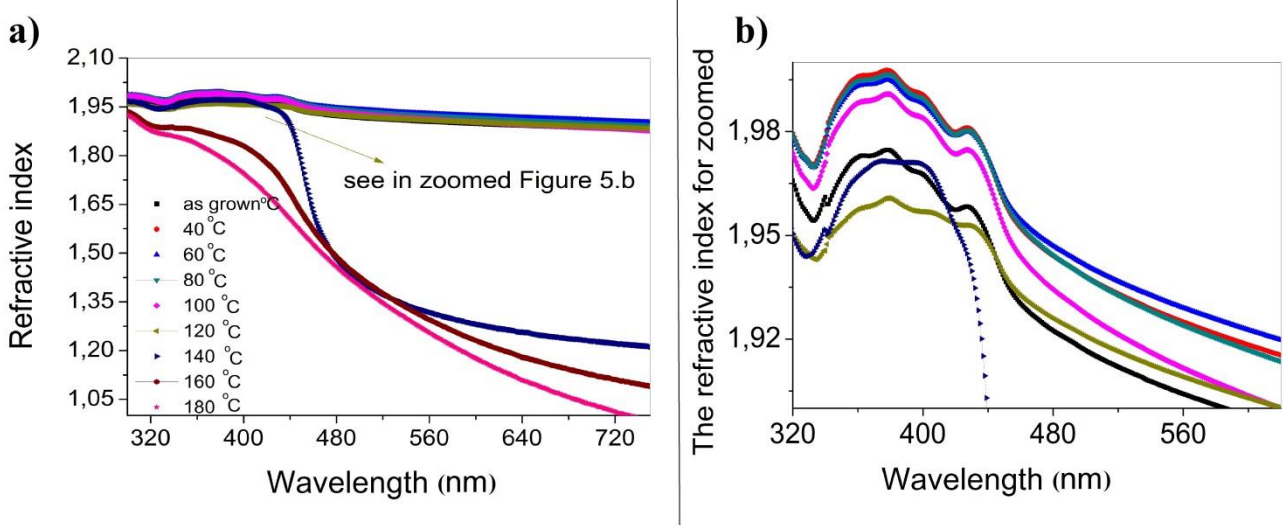 a)
Refractive index
2,10
1,95
1,80
1,65
1,50
1,35
1,20
1,05
see in zoomed Figure 5.b
as grown°C
40 °C
60 °C
80 °C
100 °C
120 °C
140 °C
160 °C
180 °C
320 400 480 560 640 720
Wavelength (nm)
b)
The refractive index for zoomed
1,98
1,95
1,92
320 400 480 560
Wavelength (nm)